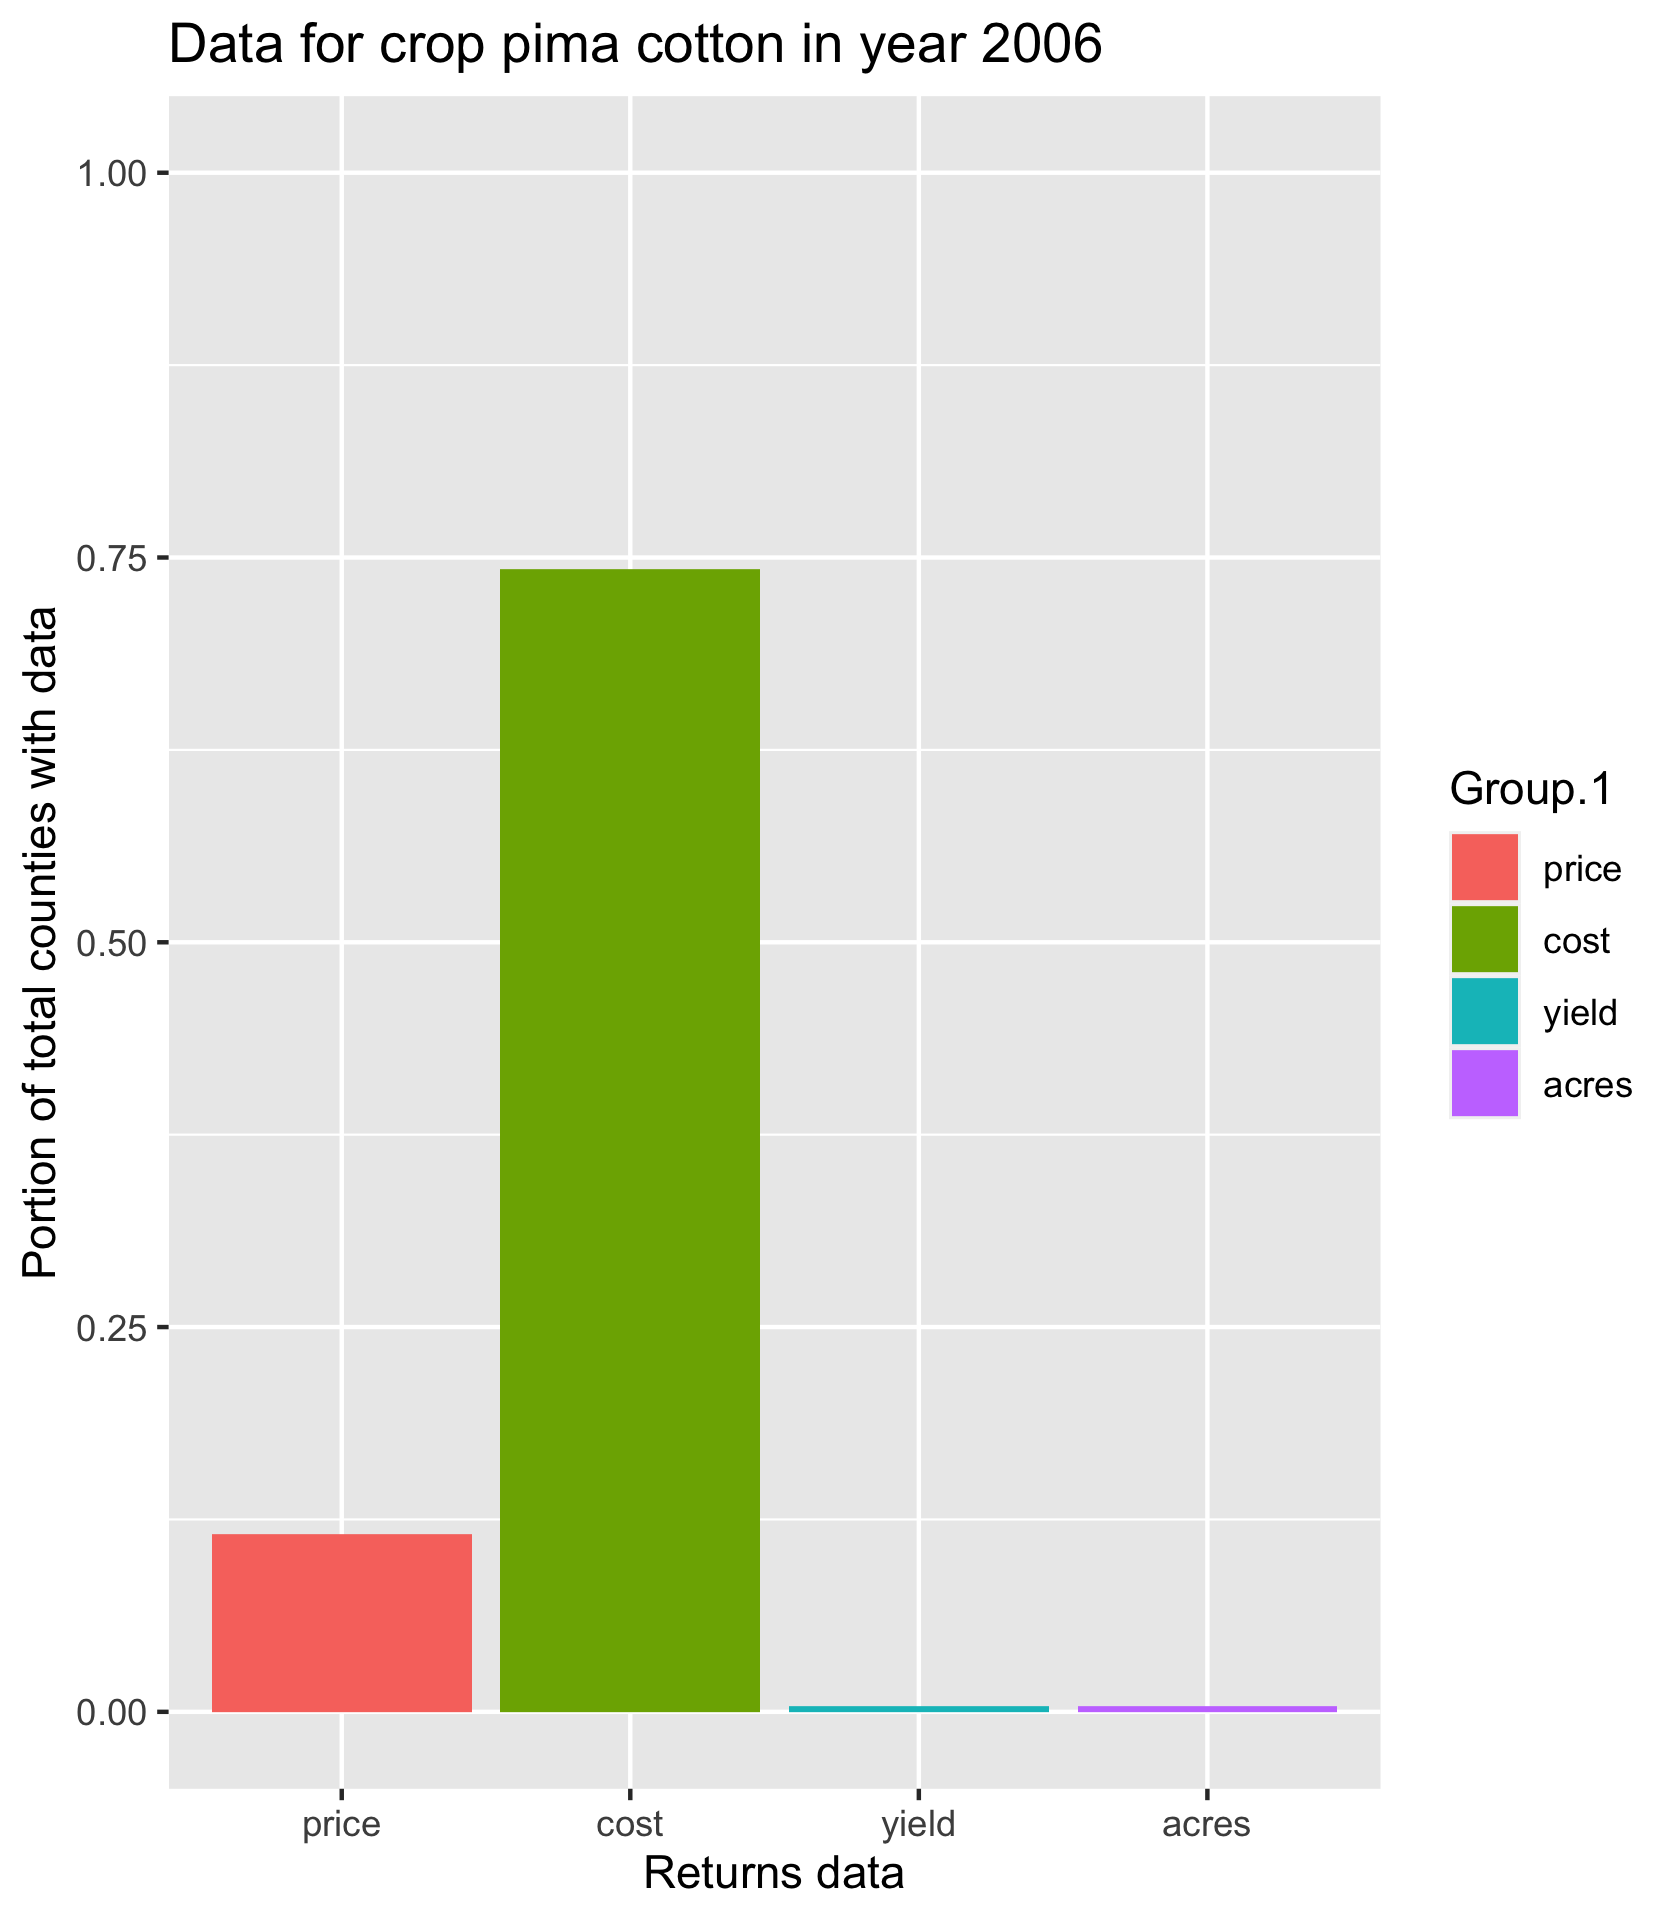 Data for crop pima cotton in year 2006
Portion of total counties with data
1.00
0.75
0.50
0.25
0.00
price
cost
yield
acres
Returns data
Group.1
price
cost
yield
acres